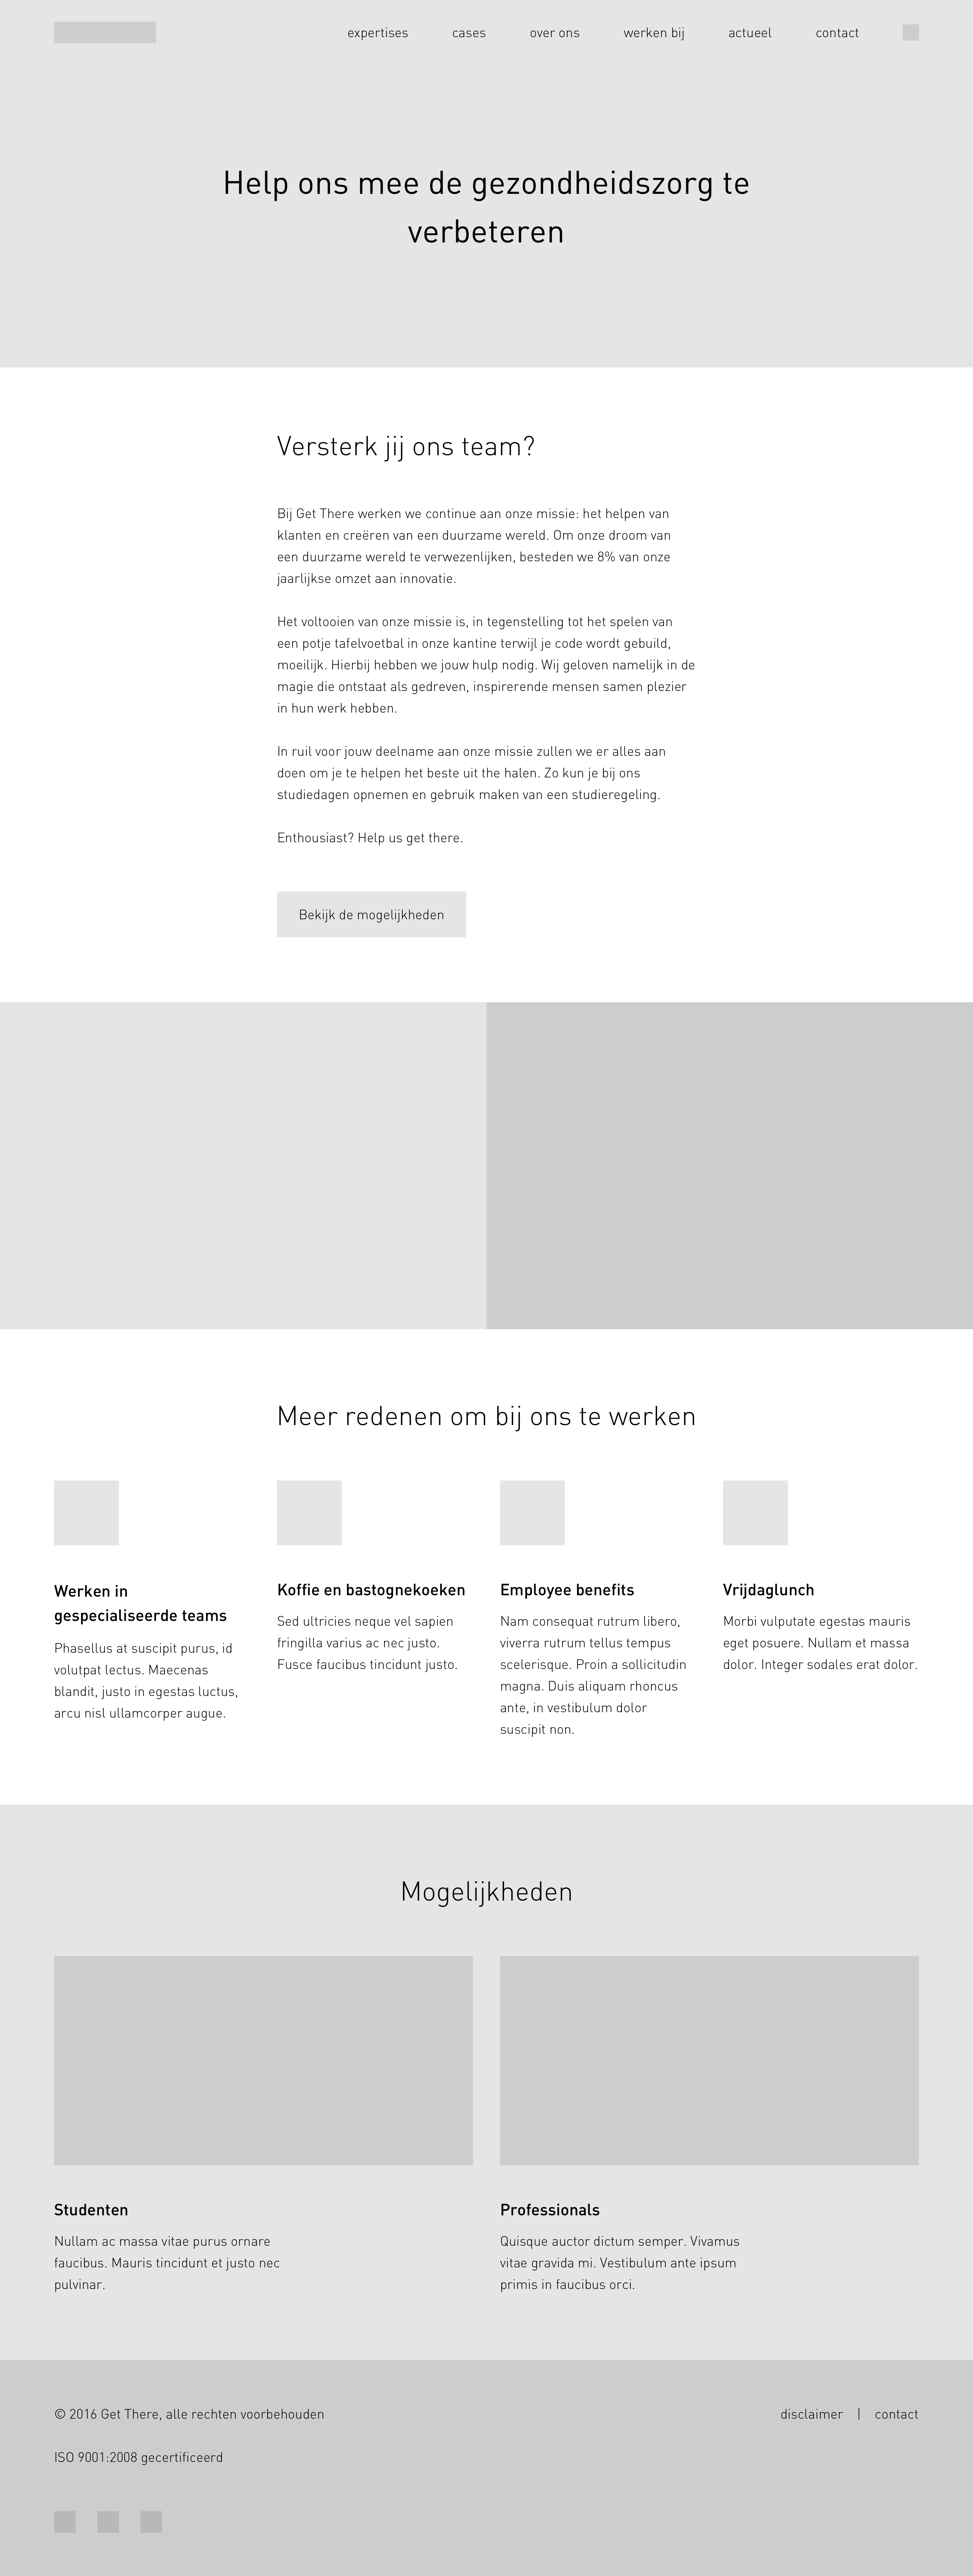 expertises cases over ons werken bij actueel contact
Help ons mee de gezondheidszorg te
verbeteren
Versterk jij ons team?
Bij Get There werken we continue aan onze missie: het helpen van
klanten en creëren van een duurzame wereld. Om onze droom van
een duurzame wereld te verwezenlijken, besteden we 8% van onze
jaarlijkse omzet aan innovatie.
Het voltooien van onze missie is, in tegenstelling tot het spelen van
een potje tafelvoetbal in onze kantine terwijl je code wordt gebuild,
moeilijk. Hierbij hebben we jouw hulp nodig. Wij geloven namelijk in de
magie die ontstaat als gedreven, inspirerende mensen samen plezier
in hun werk hebben.
In ruil voor jouw deelname aan onze missie zullen we er alles aan
doen om je te helpen het beste uit the halen. Zo kun je bij ons
studiedagen opnemen en gebruik maken van een studieregeling.
Enthousiast? Help us get there.
Bekijk de mogelijkheden
Meer redenen om bij ons te werken
Werken in
gespecialiseerde teams
Phasellus at suscipit purus, id
volutpat lectus. Maecenas
blandit, justo in egestas luctus,
arcu nisl ullamcorper augue.
Koffie en bastognekoeken
Sed ultricies neque vel sapien
fringilla varius ac nec justo.
Fusce faucibus tincidunt justo.
Employee benefits
Nam consequat rutrum libero,
viverra rutrum tellus tempus
scelerisque. Proin a sollicitudin
magna. Duis aliquam rhoncus
ante, in vestibulum dolor
suscipit non.
Vrijdaglunch
Morbi vulputate egestas mauris
eget posuere. Nullam et massa
dolor. Integer sodales erat dolor.
Mogelijkheden
Studenten
Nullam ac massa vitae purus ornare
faucibus. Mauris tincidunt et justo nec
pulvinar.
Professionals
Quisque auctor dictum semper. Vivamus
vitae gravida mi. Vestibulum ante ipsum
primis in faucibus orci.
© 2016 Get There, alle rechten voorbehouden
disclaimer | contact
ISO 9001:2008 gecertificeerd